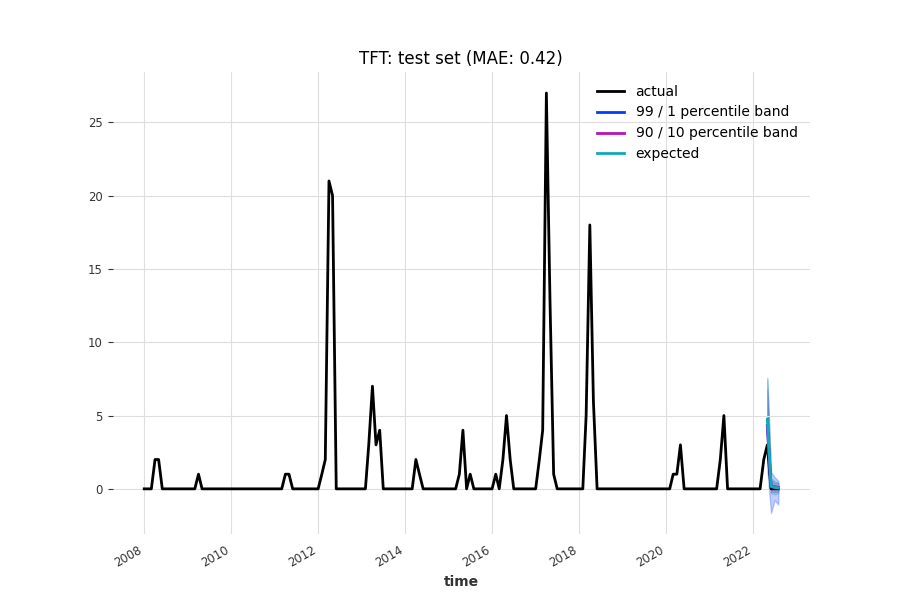 TFT: test set (MAE: 0.42)
actual
99 / 1 percentile band
90 / 10 percentile band
expected
25
20
15
10
5
0
2008
2010
2012
2014
2016
2018
2020
2022
time